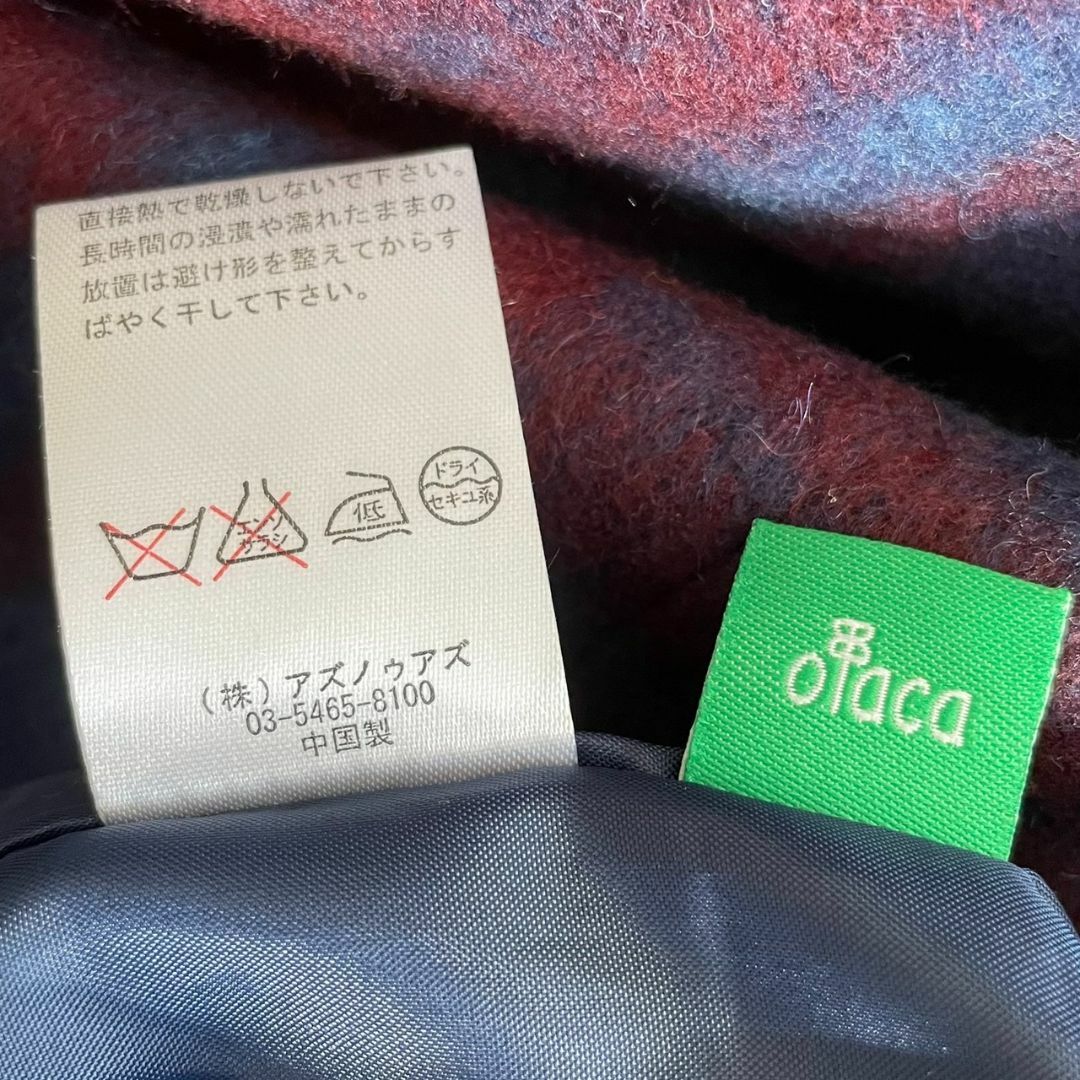 直接熱で乾燥しないで下さい。
長時間の浸漬や濡れたままの
放置は避け形を整えてからす
ばやく干して下さい。
エンソ
サラシ
低
ドライ
セキユ系
(株)アズノゥアズ
03-5465-8100
中国製
otaca